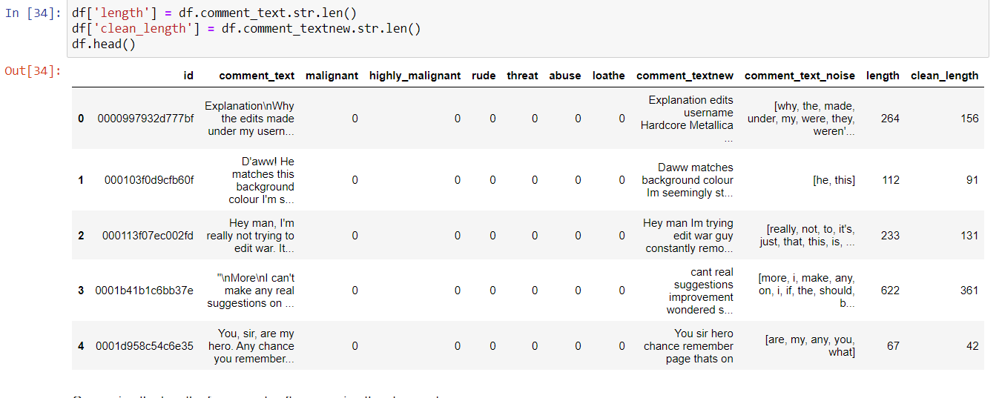 In [34]: df['length'] = df.comment_text.str.len()
df['clean_length'] = df.comment_textnew.str.len()
df.head()
Out[34]:
id comment_text malignant highly_malignant rude threat abuse loathe comment_textnew comment_text_noise length clean_length
Explanation\nWhy
the edits made
under my usern...
Explanation edits
username
Hardcore Metallica
...
[why, the, made,
under, my, were, they,
weren'...
0 0000997932d777bf 0 0 0 0 0 0 264 156
D'aww! He
matches this
background
colour I'm s...
Daww matches
background colour
Im seemingly st...
1 000103f0d9cfb60f 0 0 0 0 0 0 [he, this] 112 91
Hey man, I'm
really not trying to
edit war. It...
Hey man Im trying
edit war guy
constantly remo...
[really, not, to, it's,
just, that, this, is, ...
2 000113f07ec002fd 0 0 0 0 0 0 233 131
"\nMore\nI can't
make any real
suggestions on ...
cant real
suggestions
improvement
wondered s...
[more, i, make, any,
on, i, if, the, should,
b...
3 0001b41b1c6bb37e 0 0 0 0 0 0 622 361
You, sir, are my
hero. Any chance
you remember...
You sir hero
chance remember
page thats on
[are, my, any, you,
what]
4 0001d958c54c6e35 0 0 0 0 0 0 67 42